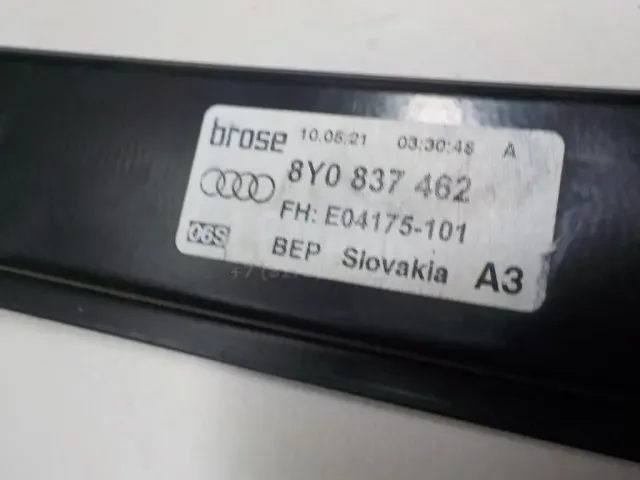 brose 10.05.21 03:30:48 A
8Y0 837 462
FH: E04175-101
06S BEP Slovakia A3